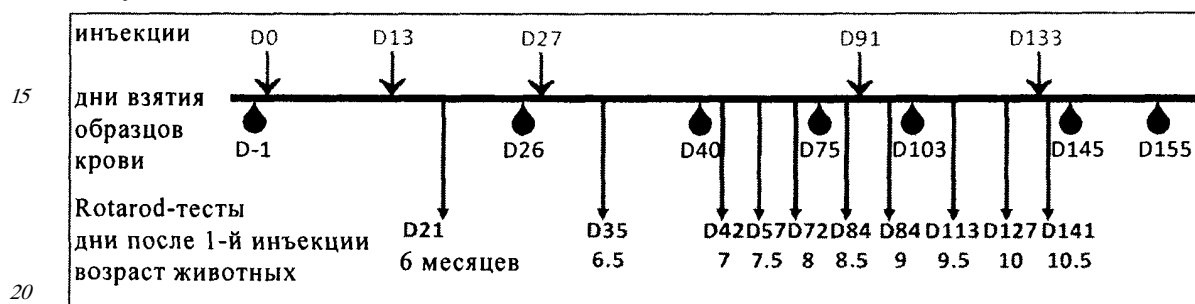 инъекции D0 D13 D27 D91 D133
15 дни взятия
образцов
крови D-1 D26 D40 D75 D103 D145 D155
Rotarod-тесты
дни после 1-й инъекции D21 D35 D42 D57 D72 D84 D84 D113 D127 D141
возраст животных 6 месяцев 6.5 7 7.5 8 8.5 9 9.5 10 10.5
20